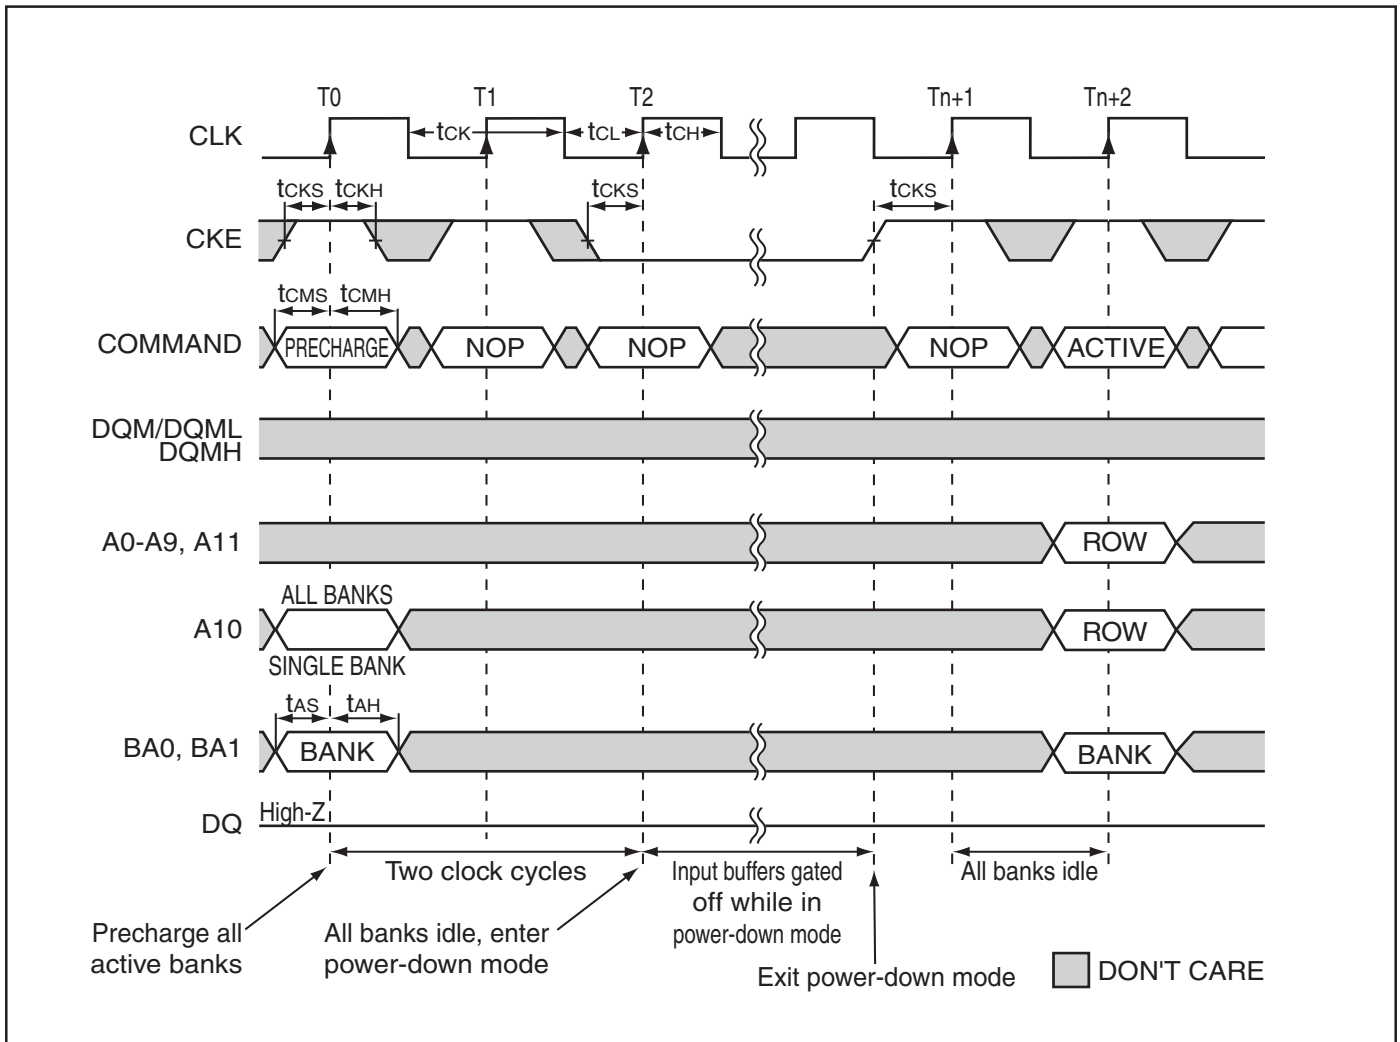 T0 T1 T2 Tn+1 Tn+2
CLK tCK tCL tCH
tCKS tCKH tCKS tCKS
CKE
tCMS tCMH
COMMAND PRECHARGE NOP NOP NOP ACTIVE
DQM/DQML
DQMH
A0-A9, A11 ROW
ALL BANKS
A10 ROW
SINGLE BANK
tAS tAH
BA0, BA1 BANK BANK
DQ High-Z
Two clock cycles
Input buffers gated
off while in
power-down mode
All banks idle
Precharge all
active banks
All banks idle, enter
power-down mode
Exit power-down mode
DON'T CARE